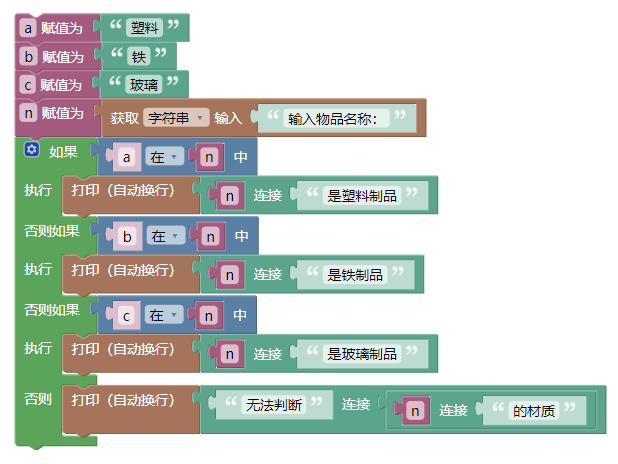 a 赋值为 “ 塑料 ”
b 赋值为 “ 铁 ”
c 赋值为 “ 玻璃 ”
n 赋值为 获取 字符串 输入 “ 输入物品名称： ”
如果 a 在 n 中
执行 打印（自动换行） n 连接 “ 是塑料制品 ”
否则如果 b 在 n 中
执行 打印（自动换行） n 连接 “ 是铁制品 ”
否则如果 c 在 n 中
执行 打印（自动换行） n 连接 “ 是玻璃制品 ”
否则 打印（自动换行） “ 无法判断 ” 连接 n 连接 “ 的材质 ”